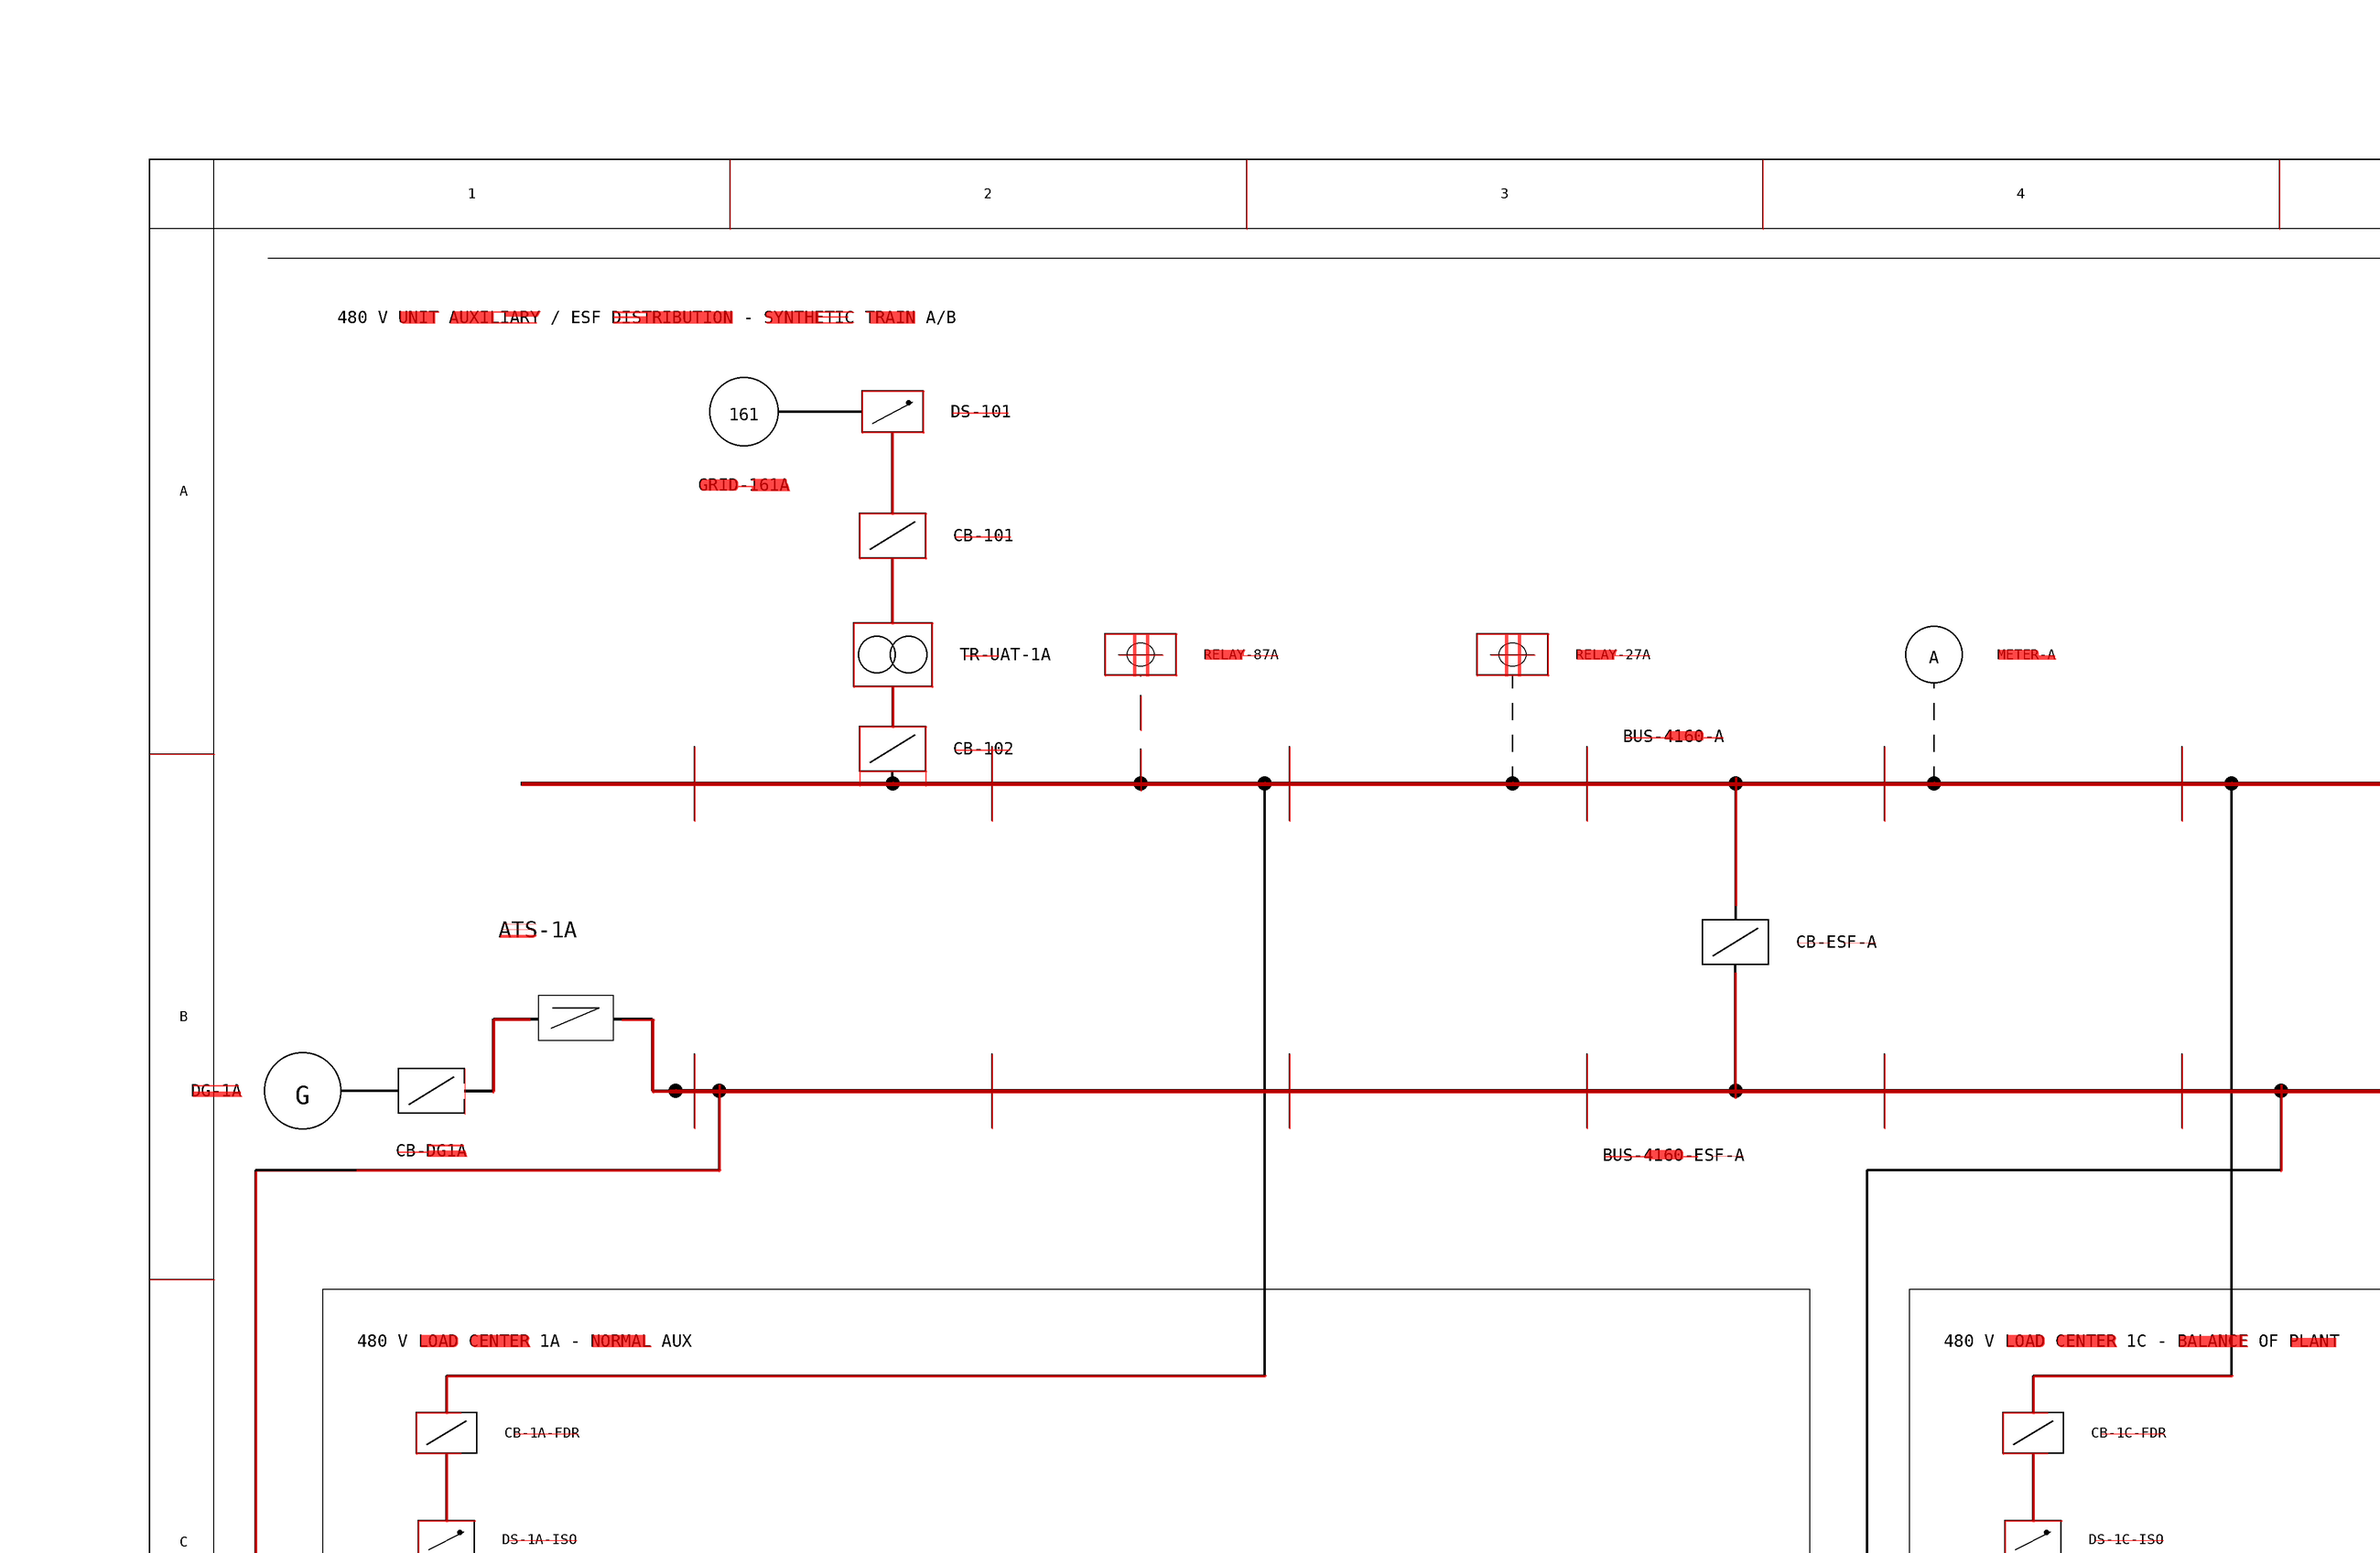 1 2 3 4
480 V UNIT AUXILIARY / ESF DISTRIBUTION - SYNTHETIC TRAIN A/B
161
DS-101
GRID-161A
A
CB-101
TR-UAT-1A
RELAY-87A
RELAY-27A
A
METER-A
BUS-4160-A
CB-102
ATS-1A
CB-ESF-A
B
DG-1A
G
CB-DG1A
BUS-4160-ESF-A
480 V LOAD CENTER 1A - NORMAL AUX
480 V LOAD CENTER 1C - BALANCE OF PLANT
CB-1A-FDR
CB-1C-FDR
DS-1A-ISO
DS-1C-ISO
C